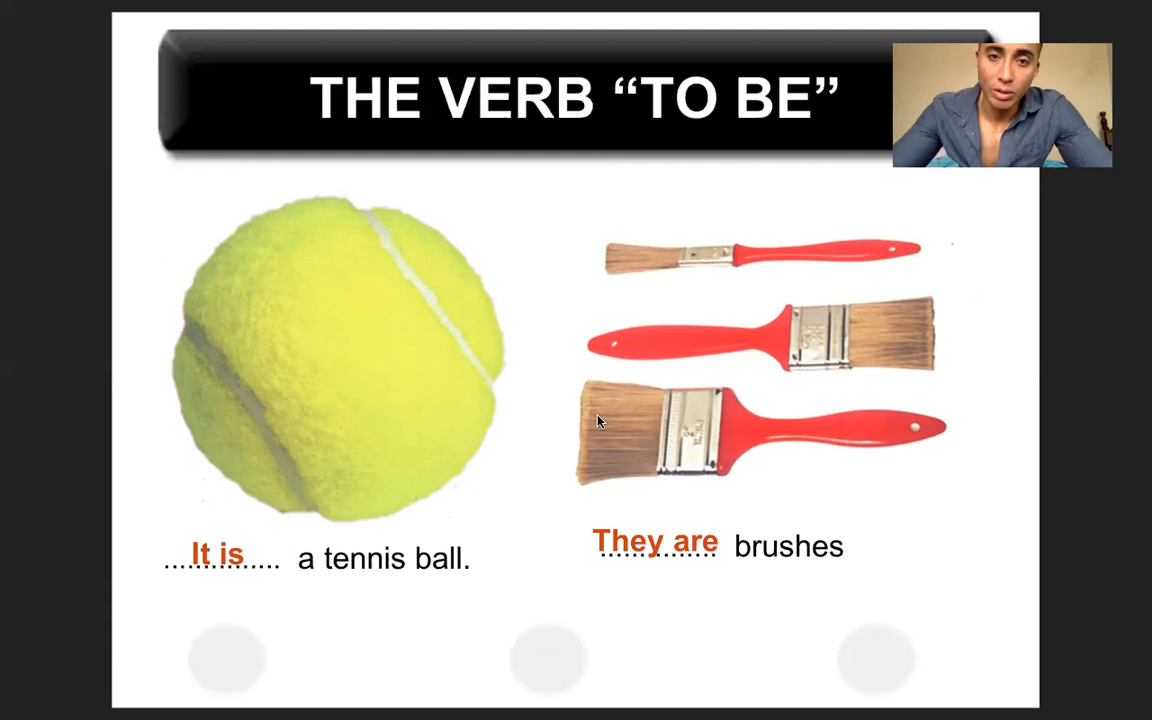 THE VERB “TO BE”
...It is... a tennis ball.
They are brushes